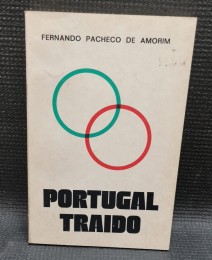 FERNANDO PACHECO DE AMORIM
PORTUGAL
TRAIDO